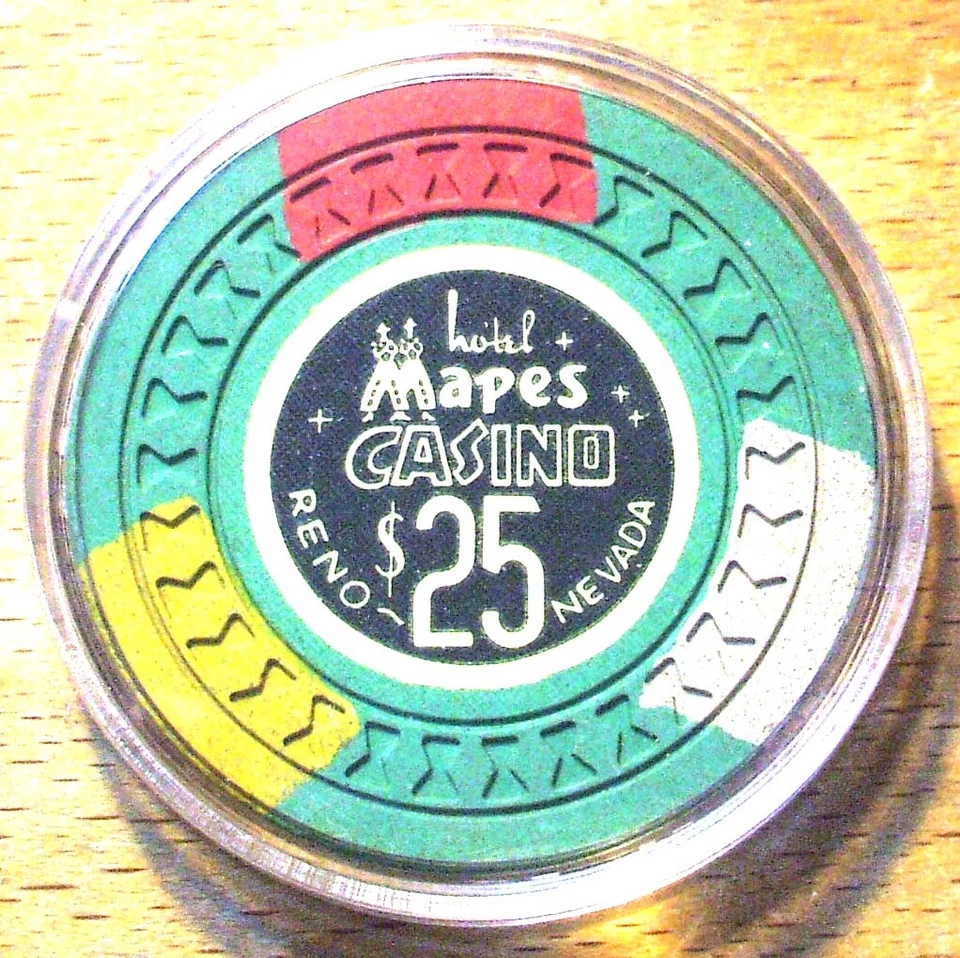 hotel
Mapes
CASINO
$25
RENO~
NEVADA